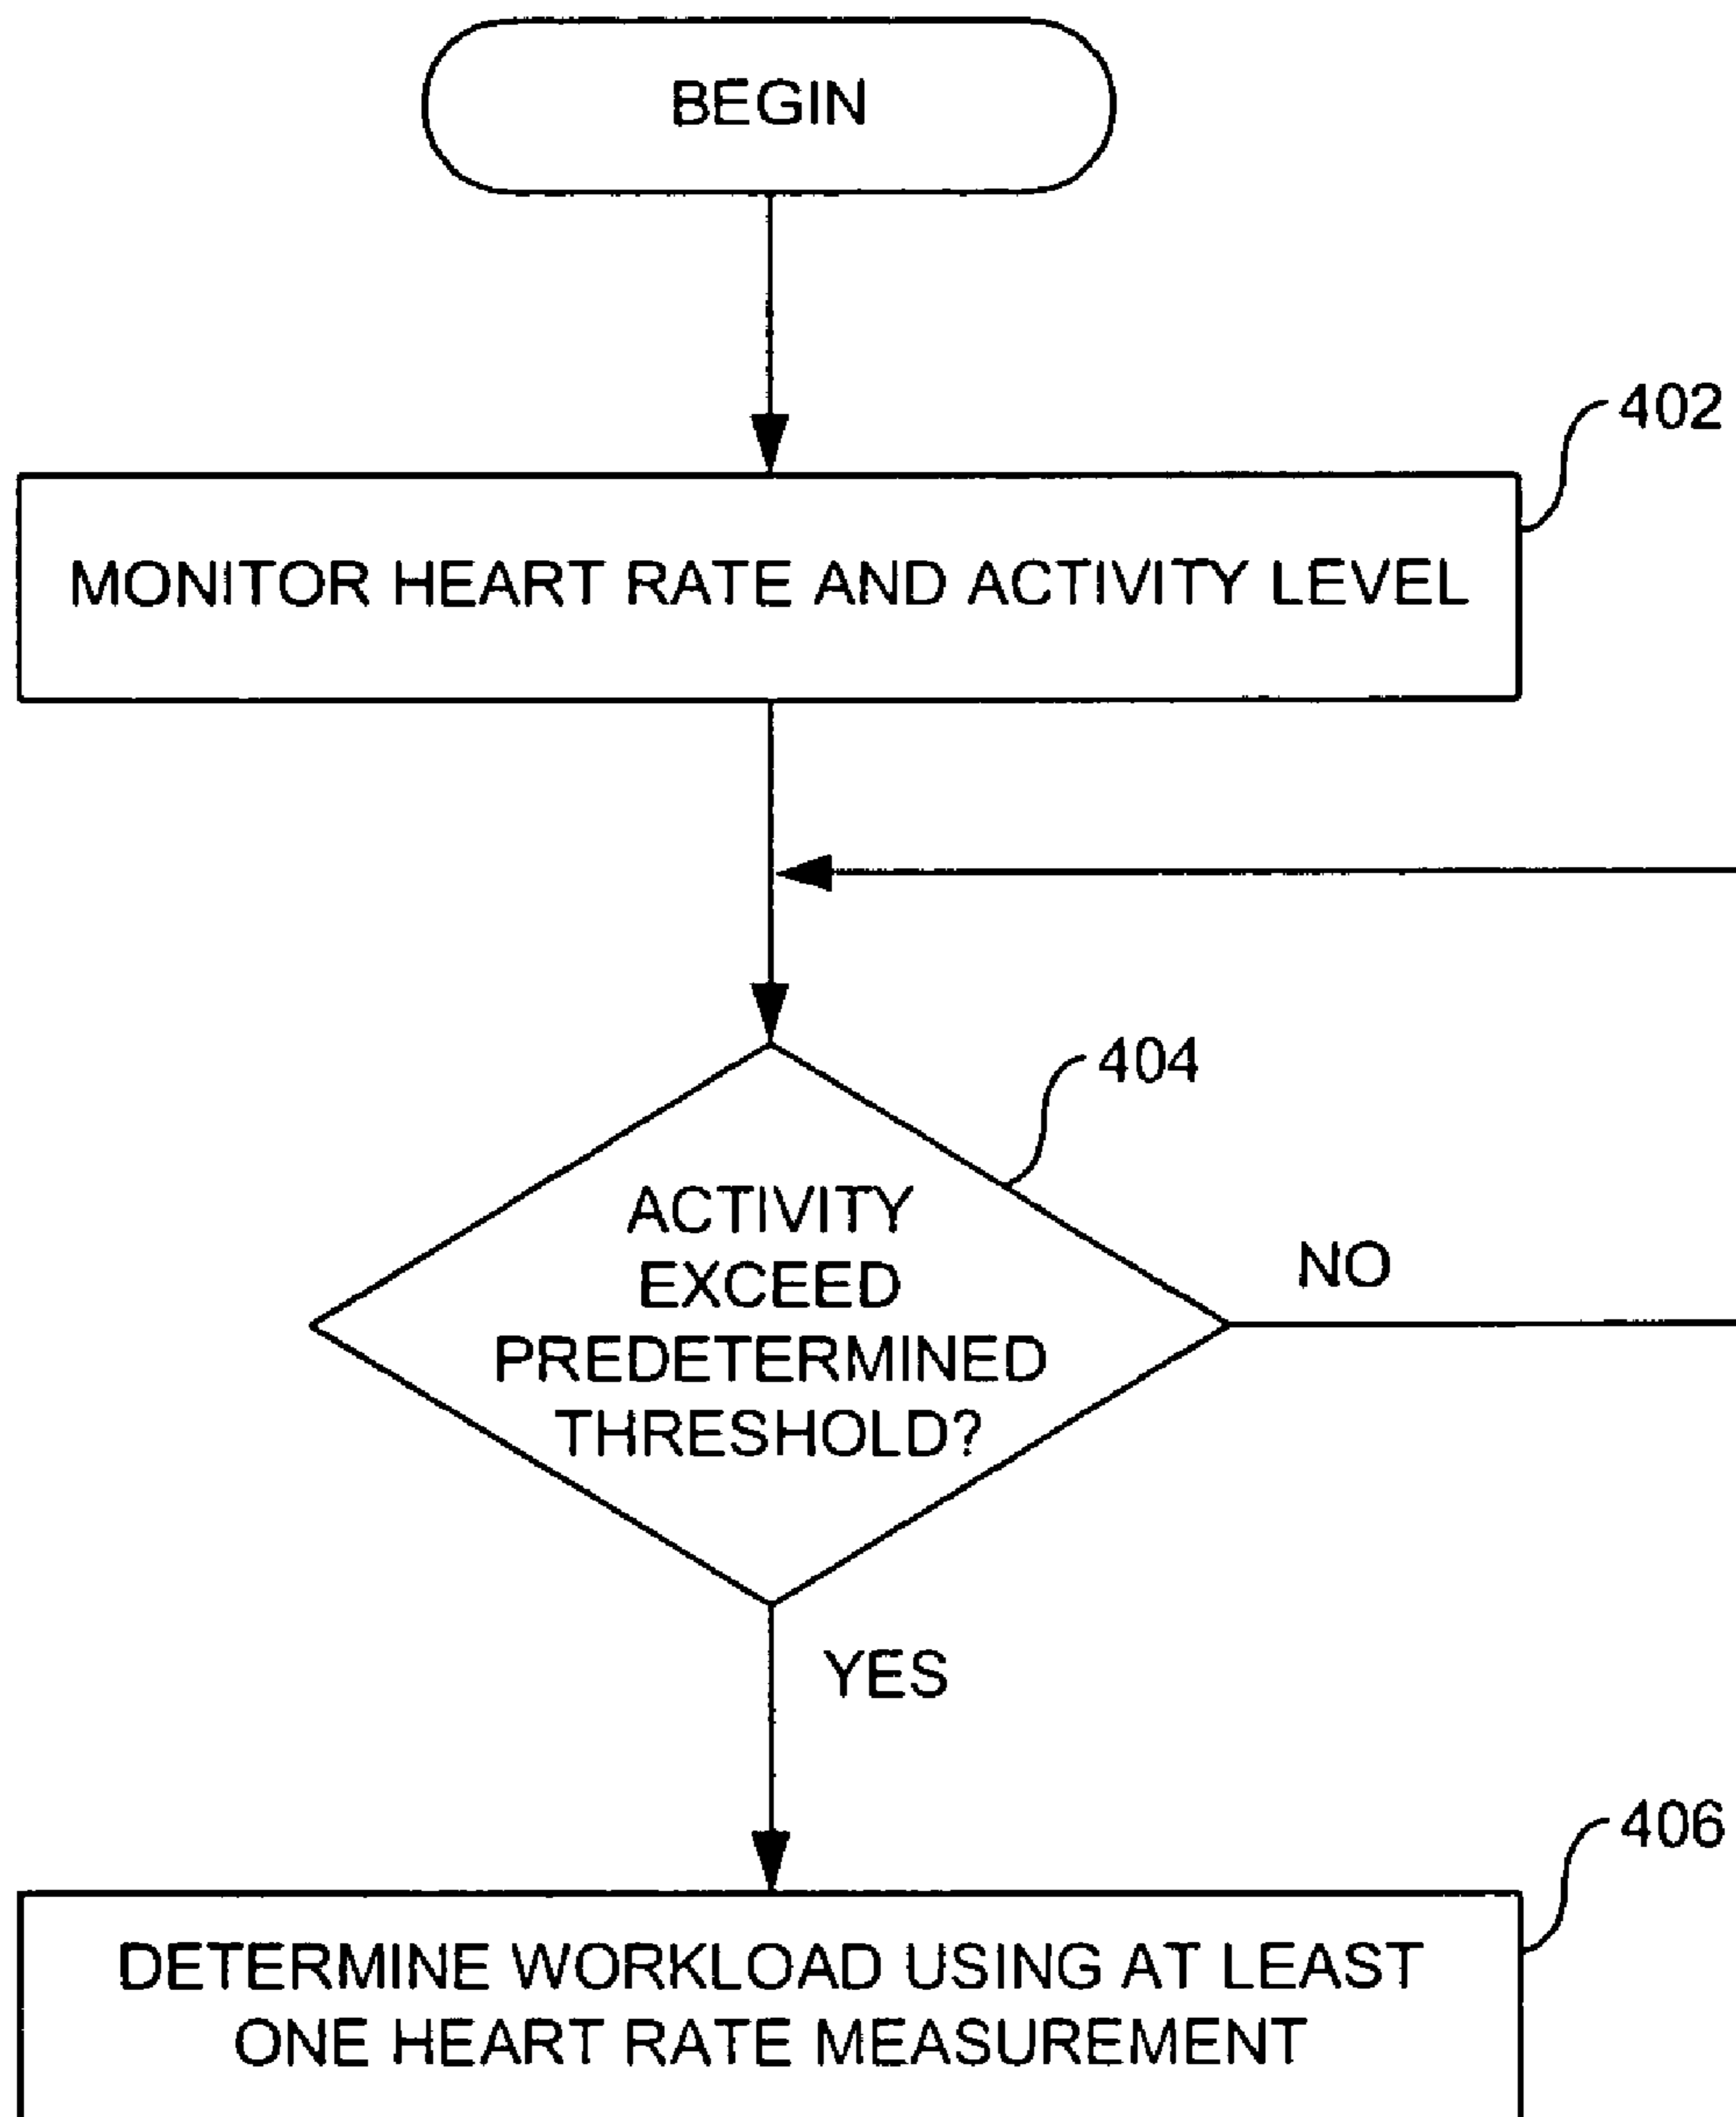 BEGIN
402
MONITOR HEART RATE AND ACTIVITY LEVEL
404
ACTIVITY
EXCEED
PREDETERMINED
THRESHOLD?
NO
YES
406
DETERMINE WORKLOAD USING AT LEAST
ONE HEART RATE MEASUREMENT